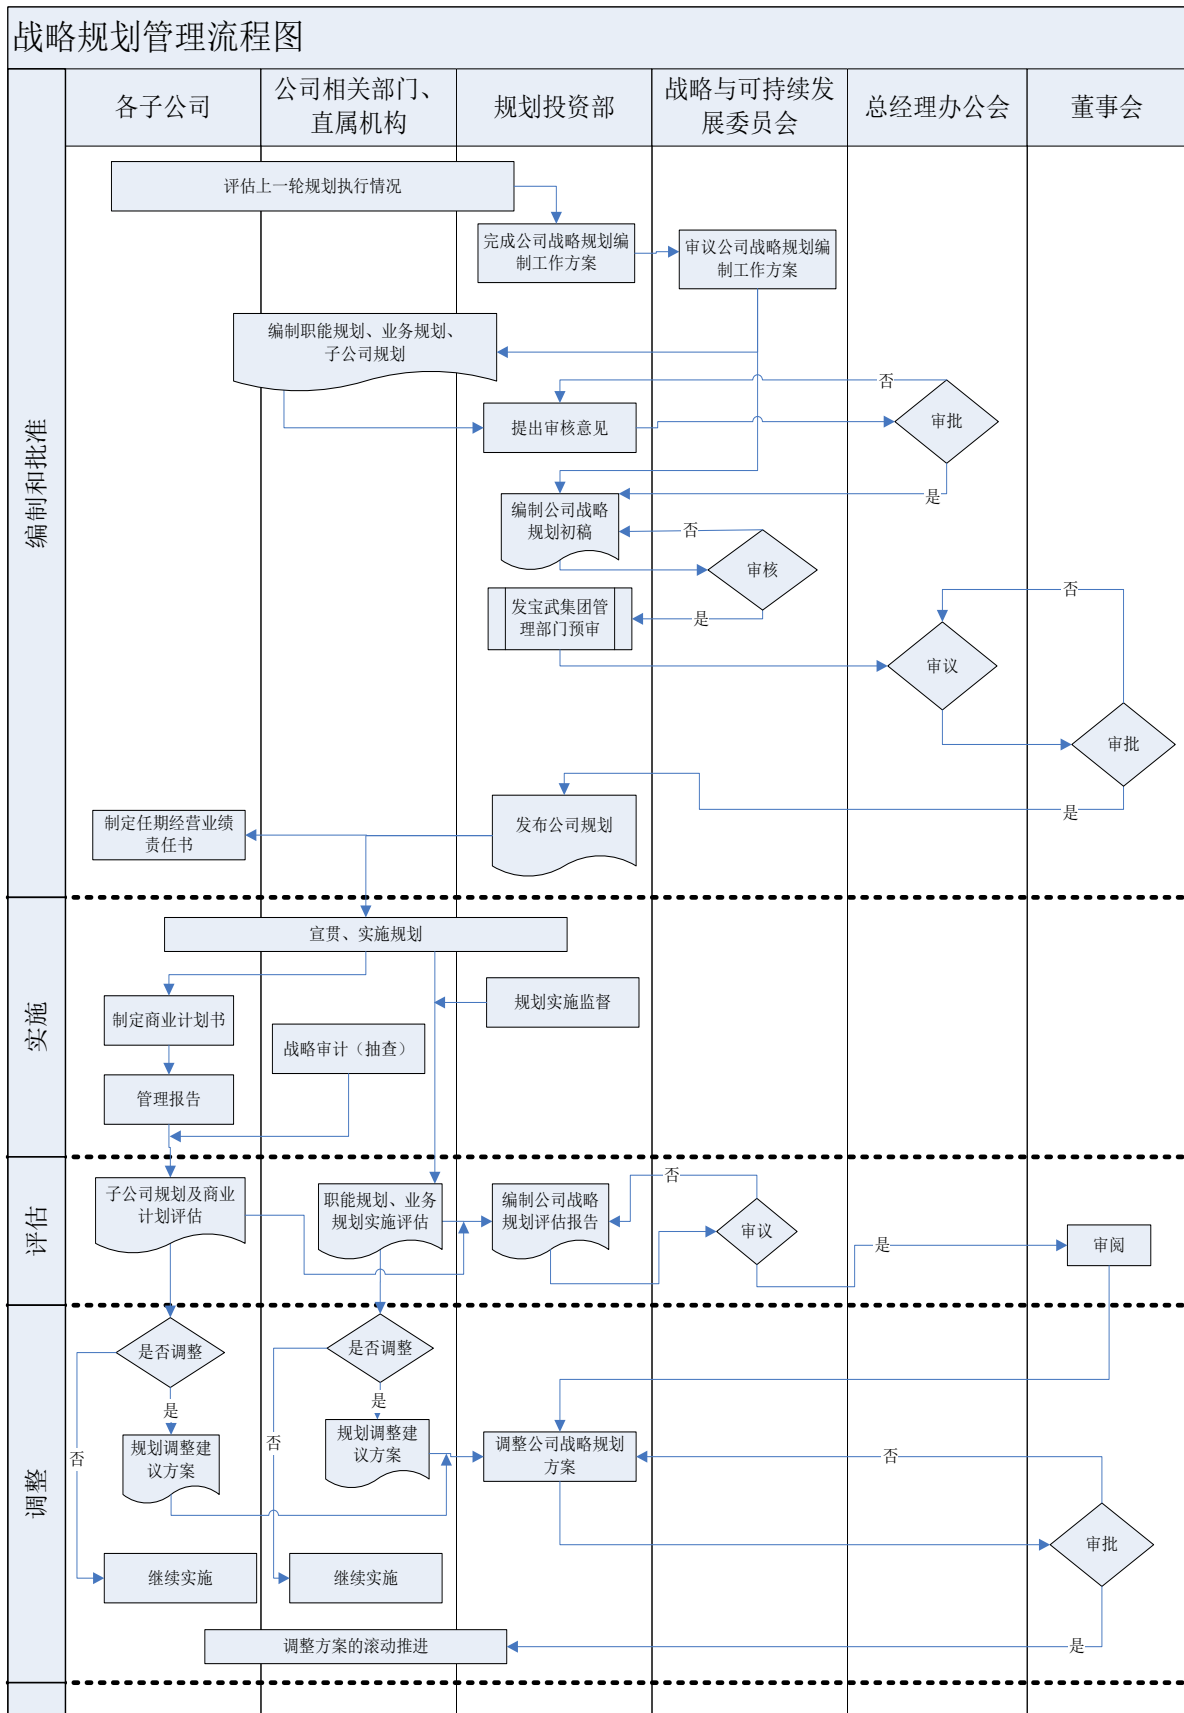 战略规划管理流程图
各子公司
公司相关部门、
直属机构
规划投资部
战略与可持续发
展委员会
总经理办公会
董事会
编制和批准
评估上一轮规划执行情况
完成公司战略规划编
制工作方案
审议公司战略规划编
制工作方案
编制职能规划、业务规划、
子公司规划
否
提出审核意见
审批
是
编制公司战略
规划初稿
否
审核
发宝武集团管
理部门预审
是
否
审议
审批
制定任期经营业绩
责任书
发布公司规划
是
实施
宣贯、实施规划
制定商业计划书
规划实施监督
战略审计（抽查）
管理报告
评估
子公司规划及商业
计划评估
职能规划、业务
规划实施评估
编制公司战略
规划评估报告
否
审议
是
审阅
调整
是否调整
是否调整
是
是
否
否
规划调整建
议方案
规划调整建
议方案
调整公司战略规划
方案
否
审批
继续实施
继续实施
调整方案的滚动推进
是